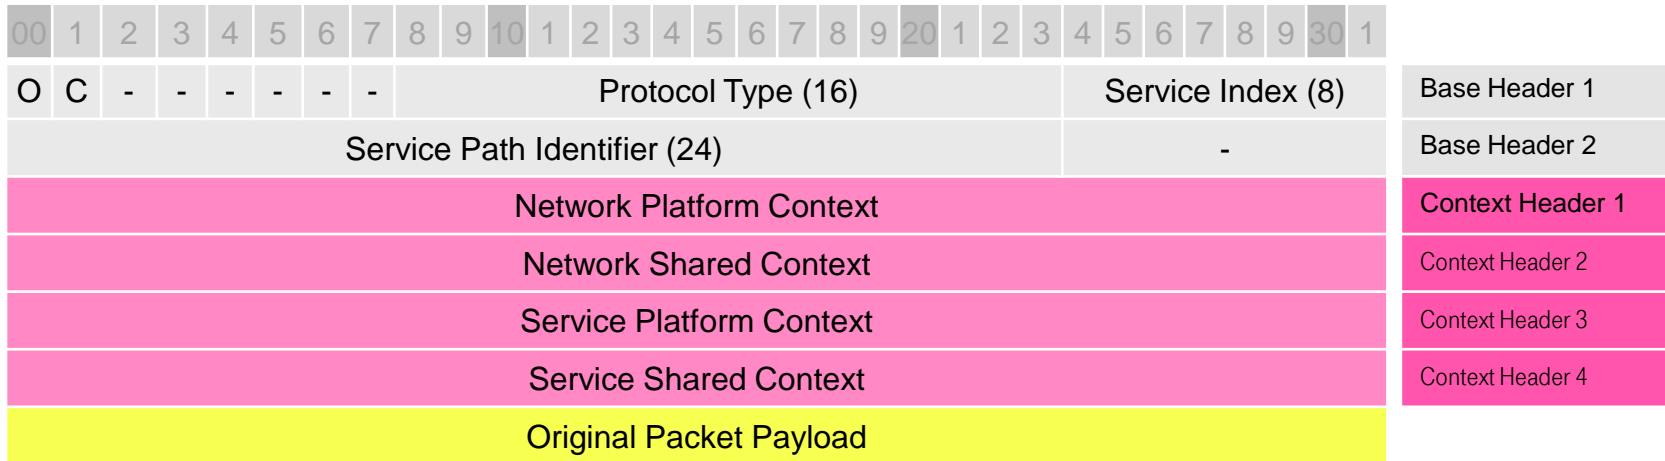 00 1 2 3 4 5 6 7 8 9 10 1 2 3 4 5 6 7 8 9 20 1 2 3 4 5 6 7 8 9 30 1
O C - - - - - - Protocol Type (16) Service Index (8) Base Header 1
Service Path Identifier (24) - Base Header 2
Network Platform Context Context Header 1
Network Shared Context Context Header 2
Service Platform Context Context Header 3
Service Shared Context Context Header 4
Original Packet Payload